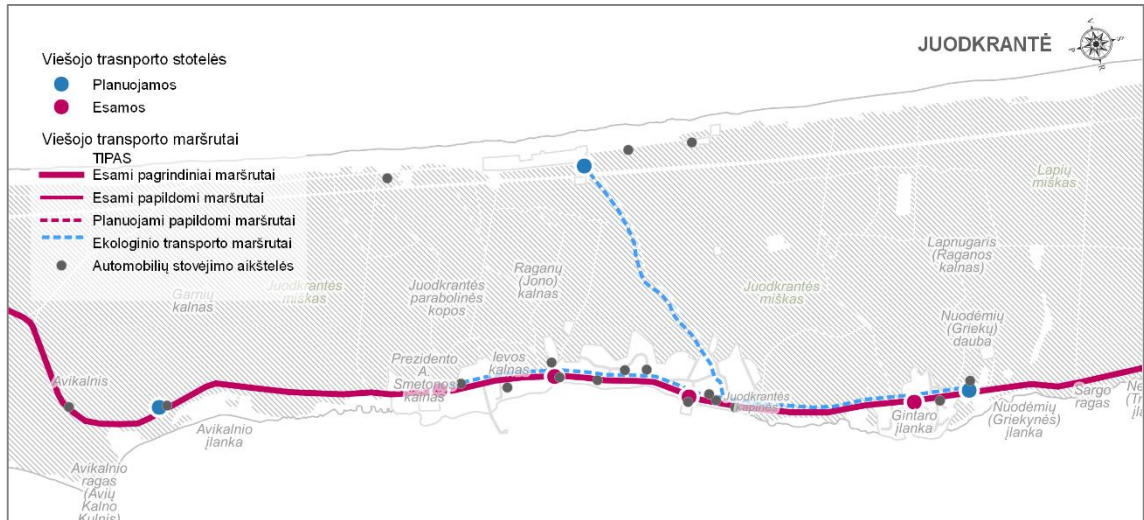 JUODKRANTĖ
Viešojo trasnporto stotelės
Planuojamos
Esamos
Viešojo transporto maršrutai
TIPAS
Esami pagrindiniai maršrutai
Esami papildomi maršrutai
Planuojami papildomi maršrutai
Ekologinio transporto maršrutai
Automobilių stovėjimo aikštelės
Lapių
miškas
Lapnugaris
(Raganos
kalnas)
Raganų
(Jono)
kalnas
Garnių
kalnas
Juodkrantės
miškas
Juodkrantės
parabolinės
kopos
Juodkrantės
miškas
Nuodėmių
(Griekų)
dauba
Prezidento
A.
Smetonos
kalnas
Ievos
kalnas
Avikalnis
Juodkrantės
kapinės
Sargo
ragas
Avikalnio
įlanka
Gintaro
įlanka
Nuodėmių
(Griekynės)
įlanka
Avikalnio
ragas
(Avių
Kalno
Kulnis)